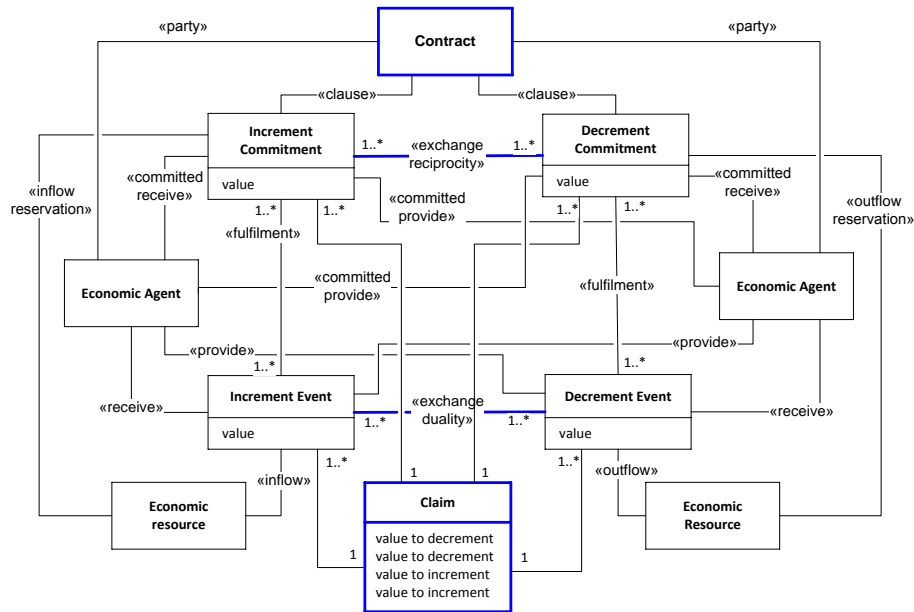 «party»
Contract
«party»
«clause»
«clause»
Increment
Commitment
value
1..*
«exchange
reciprocity»
1..*
Decrement
Commitment
value
«inflow
reservation»
«committed
receive»
«committed
provide»
«committed
receive»
«outflow
reservation»
1..*
1..*
1..*
1..*
«fulfilment»
Economic Agent
«committed
provide»
«fulfilment»
Economic Agent
«provide»
«provide»
1..*
1..*
«receive»
Increment Event
value
1..*
«exchange
duality»
1..*
Decrement Event
value
«receive»
1..*
1..*
«inflow»
«outflow»
1
1
Economic
resource
Claim
value to decrement
value to decrement
value to increment
value to increment
1
1
Economic
Resource